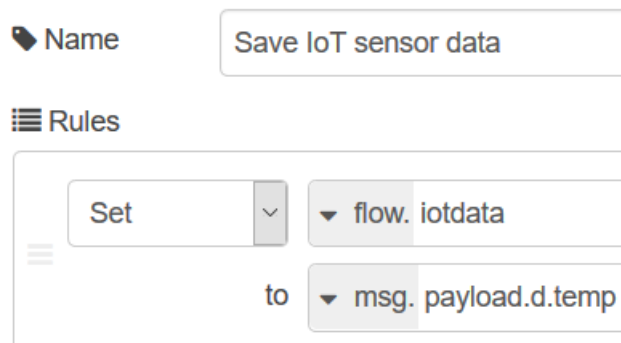 Name
Save IoT sensor data
Rules
Set
flow. iotdata
to
msg. payload.d.temp